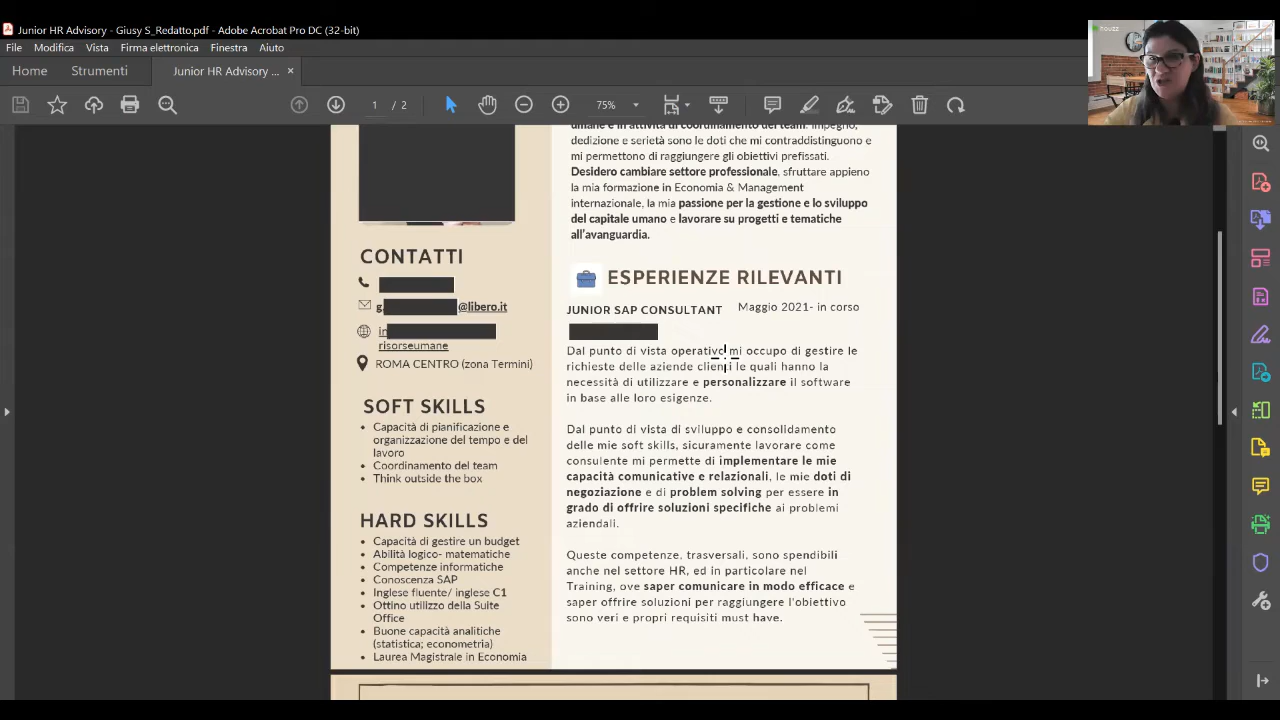 Junior HR Advisory - Giusy S_Redatto.pdf - Adobe Acrobat Pro DC (32-bit)
File Modifica Vista Firma elettronica Finestra Aiuto
Home Strumenti Junior HR Advisory ... ×
1 / 2 75%
CONTATTI
g @libero.it
in
risorseumane
ROMA CENTRO (zona Termini)
SOFT SKILLS
• Capacità di pianificazione e
organizzazione del tempo e del
lavoro
• Coordinamento del team
• Think outside the box
HARD SKILLS
• Capacità di gestire un budget
• Abilità logico- matematiche
• Competenze informatiche
• Conoscenza SAP
• Inglese fluente/ inglese C1
• Ottino utilizzo della Suite
Office
• Buone capacità analitiche
(statistica; econometria)
• Laurea Magistrale in Economia
umane e in attività di coordinamento dei team. Impegno,
dedizione e serietà sono le doti che mi contraddistinguono e
mi permettono di raggiungere gli obiettivi prefissati.
Desidero cambiare settore professionale, sfruttare appieno
la mia formazione in Economia & Management
internazionale, la mia passione per la gestione e lo sviluppo
del capitale umano e lavorare su progetti e tematiche
all'avanguardia.
ESPERIENZE RILEVANTI
JUNIOR SAP CONSULTANT Maggio 2021- in corso
Dal punto di vista operativo mi occupo di gestire le
richieste delle aziende clienti le quali hanno la
necessità di utilizzare e personalizzare il software
in base alle loro esigenze.
Dal punto di vista di sviluppo e consolidamento
delle mie soft skills, sicuramente lavorare come
consulente mi permette di implementare le mie
capacità comunicative e relazionali, le mie doti di
negoziazione e di problem solving per essere in
grado di offrire soluzioni specifiche ai problemi
aziendali.
Queste competenze, trasversali, sono spendibili
anche nel settore HR, ed in particolare nel
Training, ove saper comunicare in modo efficace e
saper offrire soluzioni per raggiungere l'obiettivo
sono veri e propri requisiti must have.